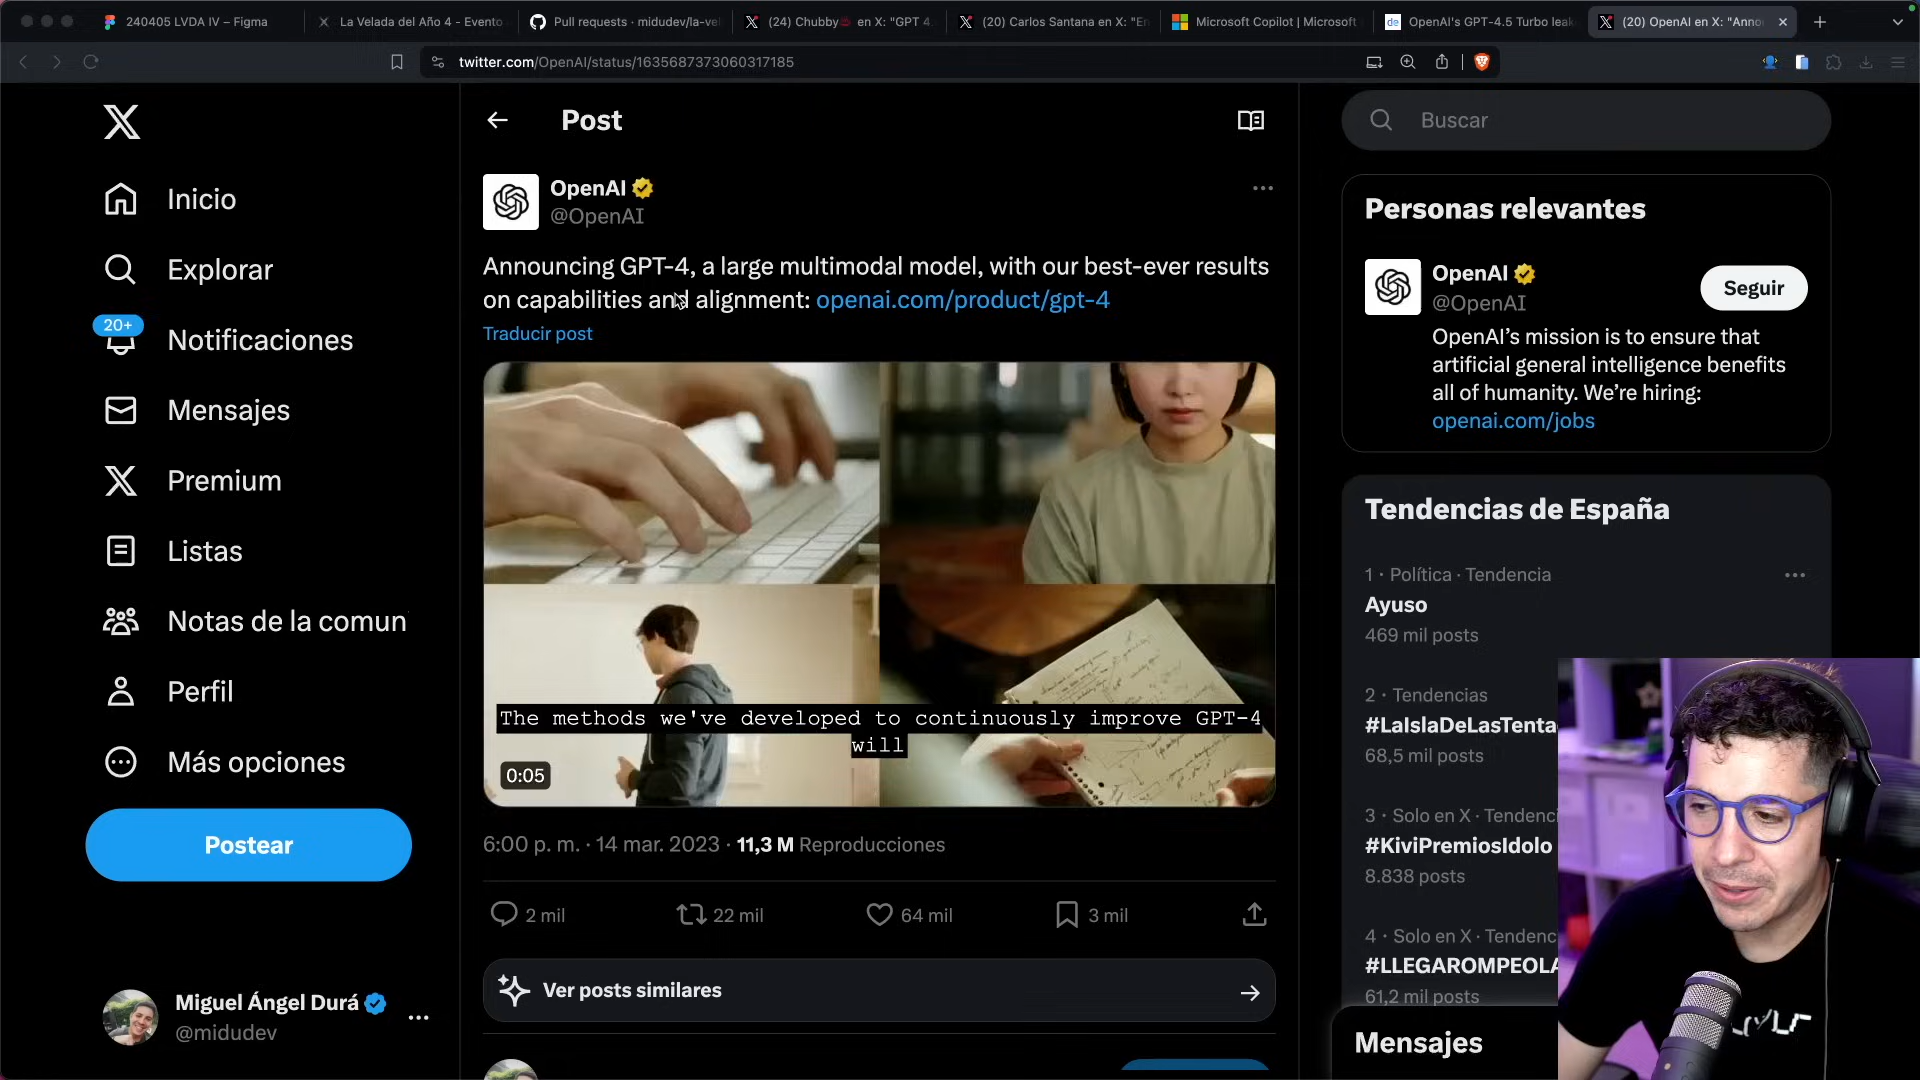 240405 LVDA IV – Figma
La Velada del Año 4 - Evento
Pull requests · midudev/la-vel
(24) Chubby en X: "GPT 4.
(20) Carlos Santana en X: "En
Microsoft Copilot | Microsoft
OpenAI's GPT-4.5 Turbo leak
(20) OpenAI en X: "Anno
twitter.com/OpenAI/status/1635687373060317185
Inicio
Explorar
20+
Notificaciones
Mensajes
Premium
Listas
Notas de la comun
Perfil
Más opciones
Postear
Miguel Ángel Durá
@midudev
Post
OpenAI
@OpenAI
Announcing GPT-4, a large multimodal model, with our best-ever results
on capabilities and alignment: openai.com/product/gpt-4
Traducir post
The methods we've developed to continuously improve GPT-4
will
0:05
6:00 p. m. · 14 mar. 2023 · 11,3 M Reproducciones
2 mil
22 mil
64 mil
3 mil
Ver posts similares
Buscar
Personas relevantes
OpenAI
@OpenAI
Seguir
OpenAI’s mission is to ensure that
artificial general intelligence benefits
all of humanity. We’re hiring:
openai.com/jobs
Tendencias de España
1 · Política · Tendencia
Ayuso
469 mil posts
2 · Tendencias
#LaIslaDeLasTenta
68,5 mil posts
3 · Solo en X · Tendenci
#KiviPremiosIdolo
8.838 posts
4 · Solo en X · Tendenc
#LLEGAROMPEOLA
61,2 mil posts
Mensajes